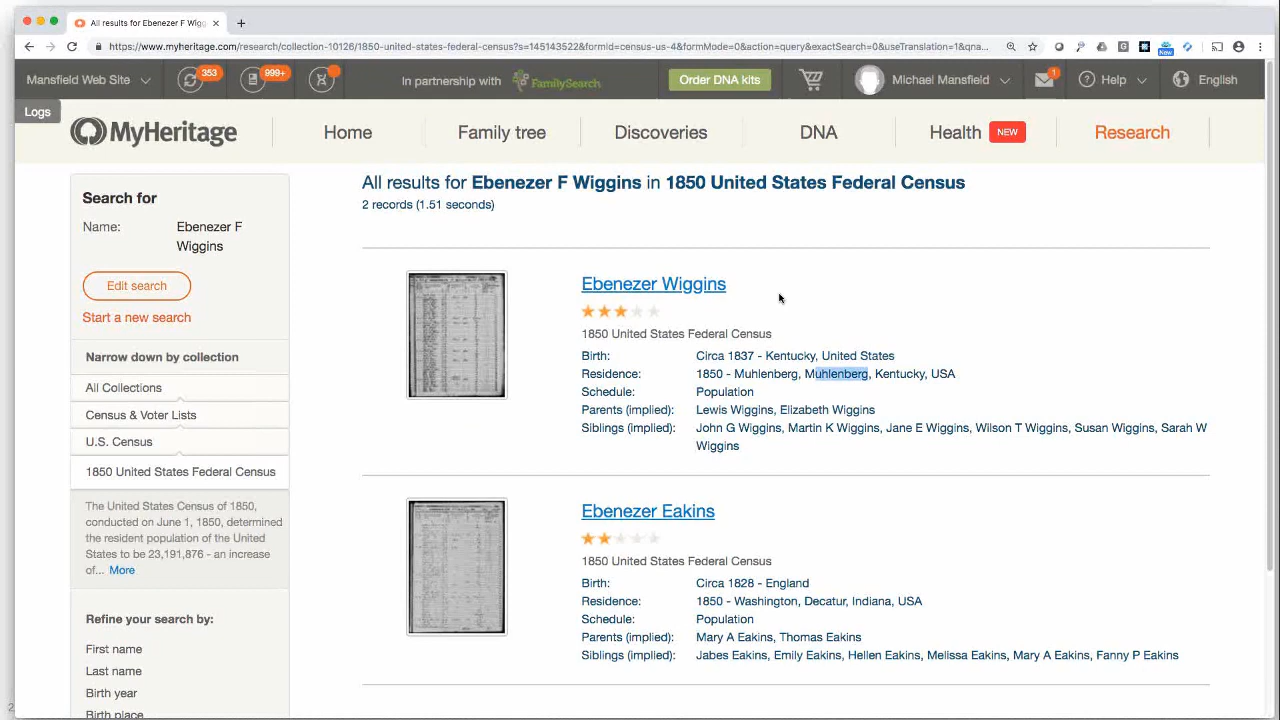 All results for Ebenezer F Wigg
https://www.myheritage.com/research/collection-10126/1850-united-states-federal-census?s=145143522&formId=census-us-4&formMode=0&action=query&exactSearch=0&useTranslation=1&qna...
New
Mansfield Web Site
353
999+
In partnership with
FamilySearch
Order DNA kits
Michael Mansfield
1
Help
English
Logs
MyHeritage
Home
Family tree
Discoveries
DNA
Health
NEW
Research
Search for
Name:
Ebenezer F
Wiggins
Edit search
Start a new search
Narrow down by collection
All Collections
Census & Voter Lists
U.S. Census
1850 United States Federal Census
The United States Census of 1850,
conducted on June 1, 1850, determined
the resident population of the United
States to be 23,191,876 - an increase
of... More
Refine your search by:
First name
Last name
Birth year
Birth place
All results for Ebenezer F Wiggins in 1850 United States Federal Census
2 records (1.51 seconds)
Ebenezer Wiggins
1850 United States Federal Census
Birth: Circa 1837 - Kentucky, United States
Residence: 1850 - Muhlenberg, Muhlenberg, Kentucky, USA
Schedule: Population
Parents (implied): Lewis Wiggins, Elizabeth Wiggins
Siblings (implied): John G Wiggins, Martin K Wiggins, Jane E Wiggins, Wilson T Wiggins, Susan Wiggins, Sarah W
Wiggins
Ebenezer Eakins
1850 United States Federal Census
Birth: Circa 1828 - England
Residence: 1850 - Washington, Decatur, Indiana, USA
Schedule: Population
Parents (implied): Mary A Eakins, Thomas Eakins
Siblings (implied): Jabes Eakins, Emily Eakins, Hellen Eakins, Melissa Eakins, Mary A Eakins, Fanny P Eakins